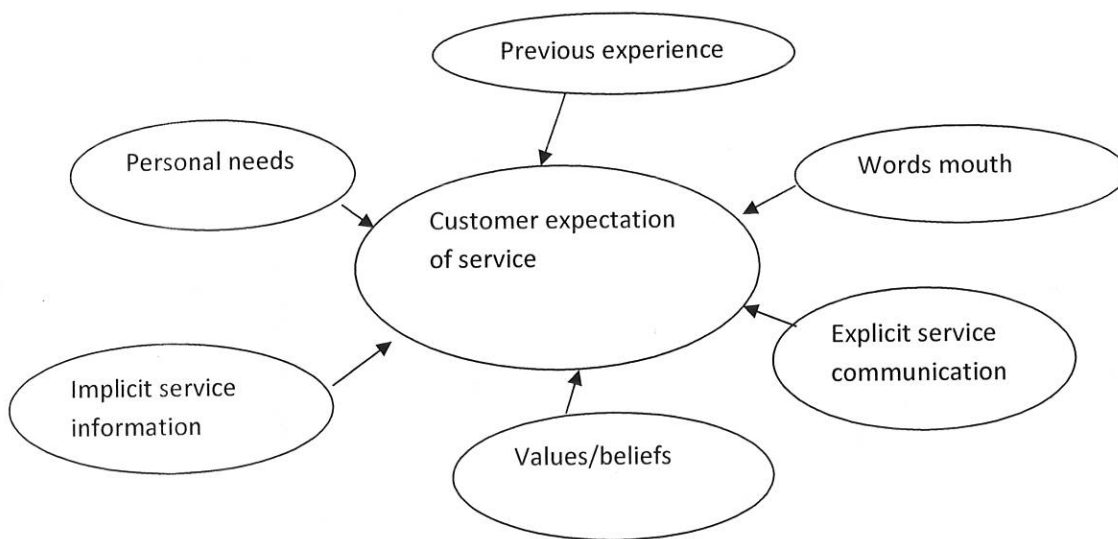 Previous experience
Personal needs
Words mouth
Customer expectation
of service
Explicit service
communication
Implicit service
information
Values/beliefs